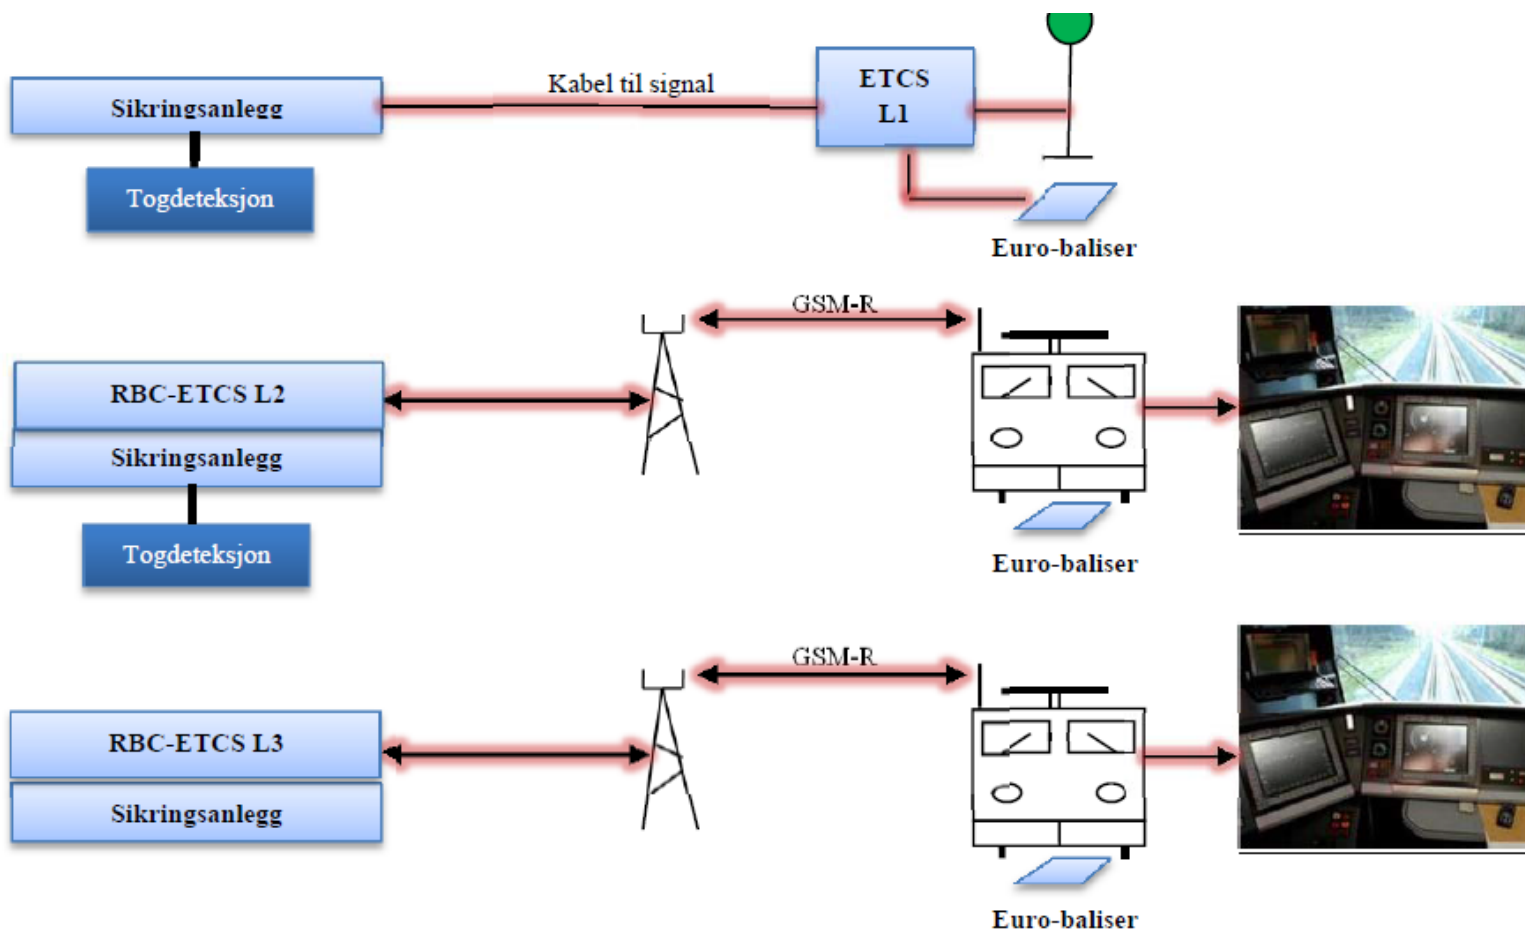 Kabel til signal
ETCS
L1
Sikringsanlegg
Togdeteksjon
Euro-baliser
GSM-R
RBC-ETCS L2
Sikringsanlegg
Togdeteksjon
Euro-baliser
GSM-R
RBC-ETCS L3
Sikringsanlegg
Euro-baliser